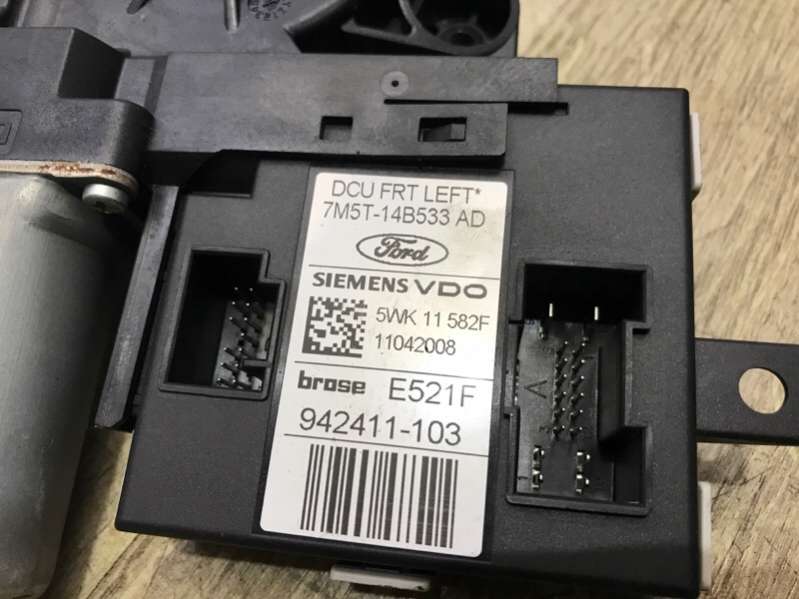 DCU FRT LEFT*
7M5T-14B533 AD
Ford
SIEMENS VDO
5WK 11 582F
11042008
brose E521F
942411-103